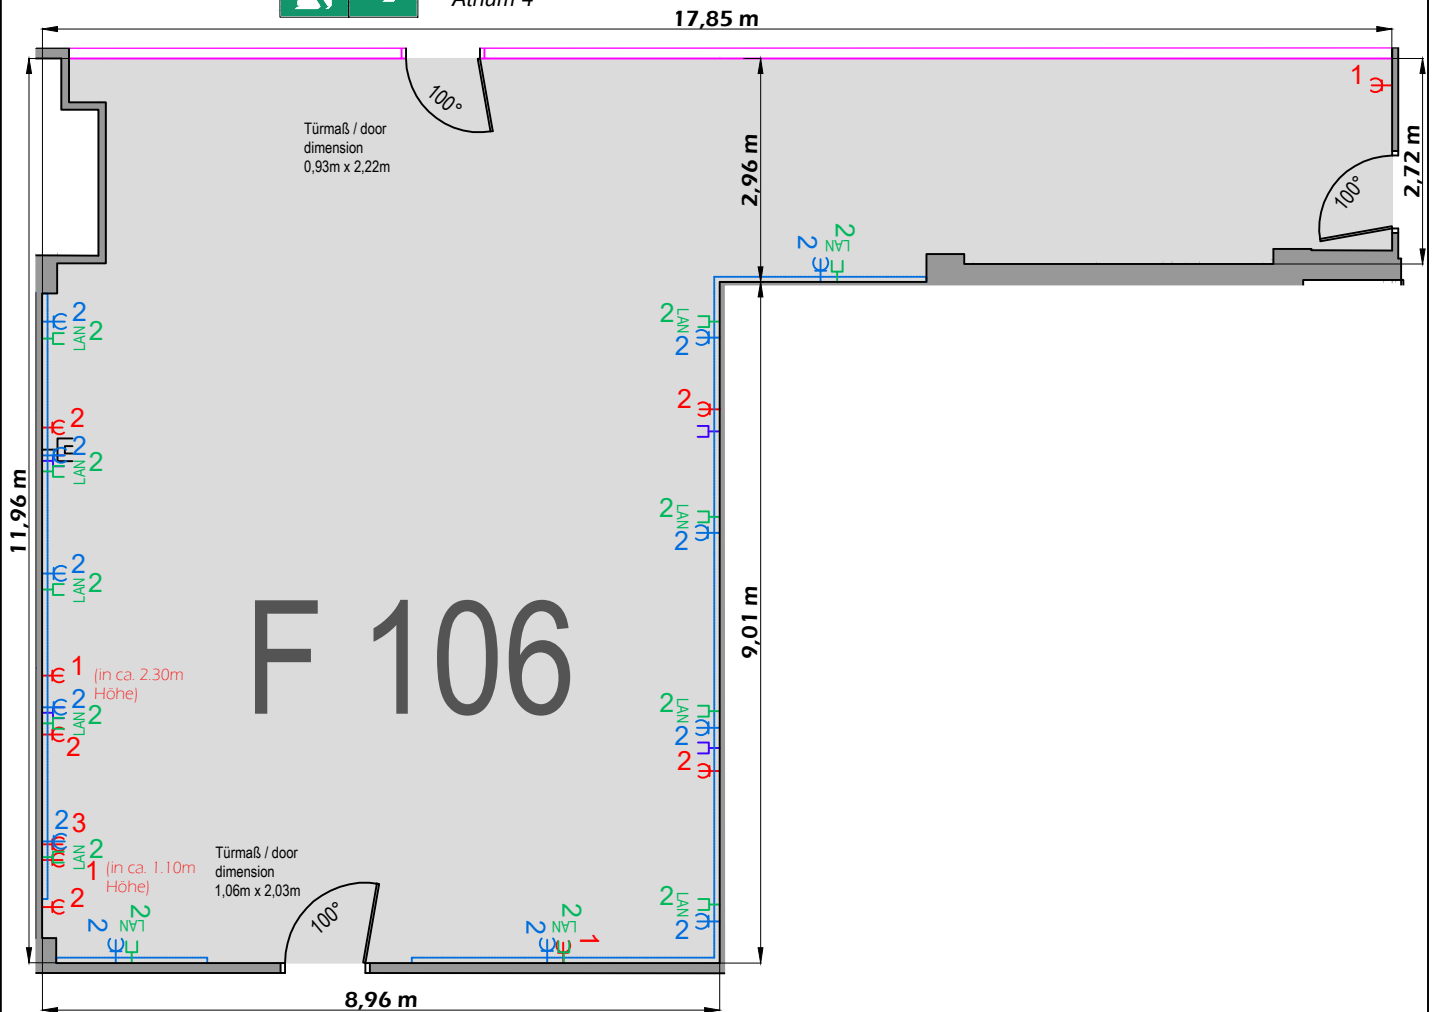 Atrium 4
17,85 m
100°
1
Türmaß / door
dimension
0,93m x 2,22m
2,96 m
2,72 m
100°
2
2
LAN
2
2
LAN
2
LAN
2
2
2
2
2
LAN
11,96 m
2
LAN
2
2
2
LAN
F 106
9,01 m
1
(in ca. 2.30m
Höhe)
2
2
LAN
2
2
LAN
2
2
2
3
2
LAN
1
(in ca. 1.10m
Höhe)
2
Türmaß / door
dimension
1,06m x 2,03m
100°
2
LAN
2
2
2
LAN
2
2
LAN
1
8,96 m